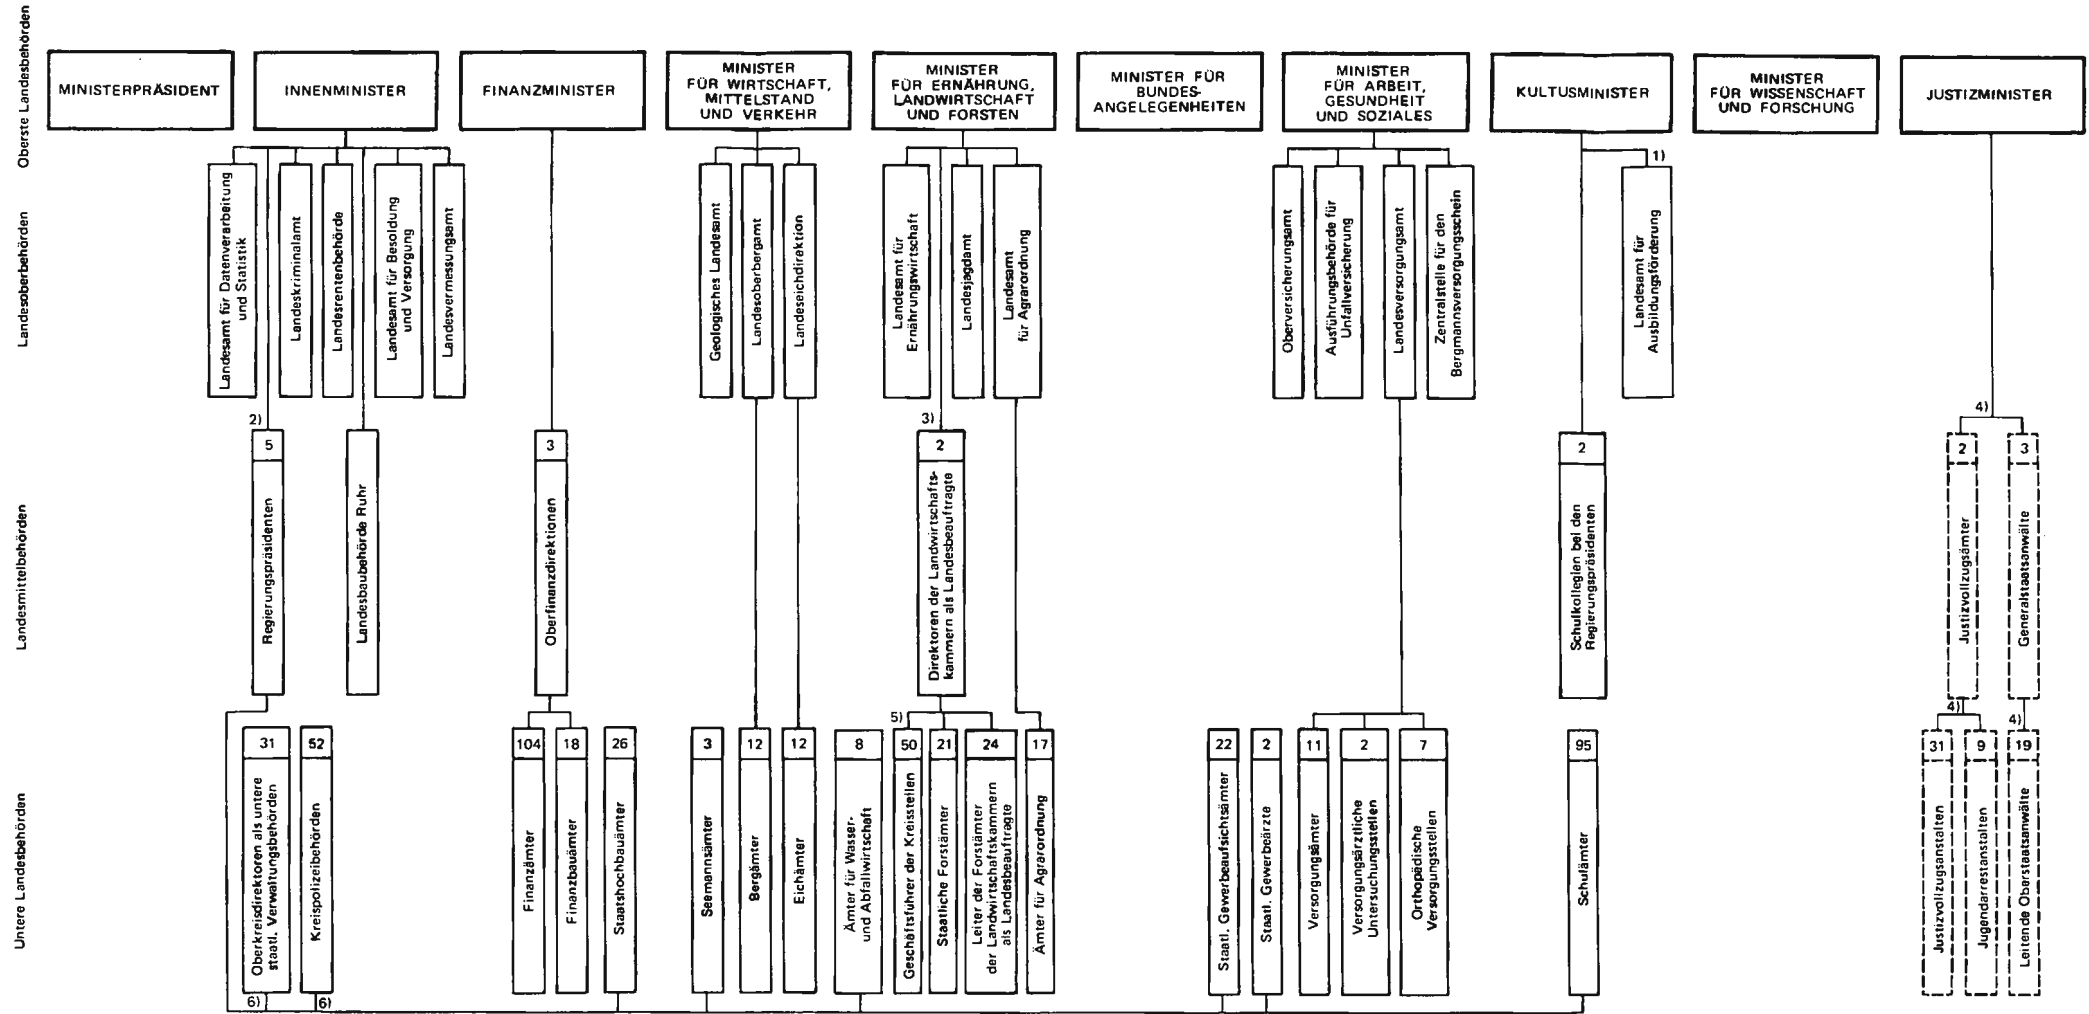 Oberste Landesbehörden
MINISTERPRÄSIDENT
INNENMINISTER
FINANZMINISTER
MINISTER
FÜR WIRTSCHAFT,
MITTELSTAND
UND VERKEHR
MINISTER
FÜR ERNÄHRUNG,
LANDWIRTSCHAFT
UND FORSTEN
MINISTER FÜR
BUNDES-
ANGELEGENHEITEN
MINISTER
FÜR ARBEIT,
GESUNDHEIT
UND SOZIALES
KULTUSMINISTER
MINISTER
FÜR WISSENSCHAFT
UND FORSCHUNG
JUSTIZMINISTER
Landesoberbehörden
Landesamt für Datenverarbeitung
und Statistik
Landeskriminalamt
Landesrentenbehörde
Landesamt für Besoldung
und Versorgung
Landesvermessungsamt
Geologisches Landesamt
Landesoberbergamt
Landeseichdirektion
Landesamt für
Ernährungswirtschaft
Landesjagdamt
Landesamt
für Agrarordnung
Oberversicherungsamt
Ausführungsbehörde für
Unfallversicherung
Landesversorgungsamt
Zentralstelle für den
Bergmannsversorgungsschein
1)
Landesamt für
Ausbildungsförderung
Landesmittelbehörden
2)
5
Regierungspräsidenten
Landesbaubehörde Ruhr
3
Oberfinanzdirektionen
3)
2
Direktoren der Landwirtschafts-
kammern als Landesbeauftragte
2
Schulkollegien bei den
Regierungspräsidenten
4)
2
Justizvollzugsämter
3
Generalstaatsanwälte
Untere Landesbehörden
31
Oberkreisdirektoren als untere
staatl. Verwaltungsbehörden
6)
52
Kreispolizeibehörden
6)
104
Finanzämter
18
Finanzbauämter
26
Staatshochbauämter
3
Seemannsämter
12
Bergämter
12
Eichämter
8
Ämter für Wasser-
und Abfallwirtschaft
5)
50
Geschäftsführer der Kreisstellen
21
Staatliche Forstämter
24
Leiter der Forstämter
der Landwirtschaftskammern
als Landesbeauftragte
17
Ämter für Agrarordnung
22
Staatl. Gewerbeaufsichtsämter
2
Staatl. Gewerbeärzte
11
Versorgungsämter
2
Versorgungsärztliche
Untersuchungsstellen
7
Orthopädische
Versorgungsstellen
95
Schulämter
4)
31
Justizvollzugsanstalten
9
Jugendarrestanstalten
4)
19
Leitende Oberstaatsanwälte